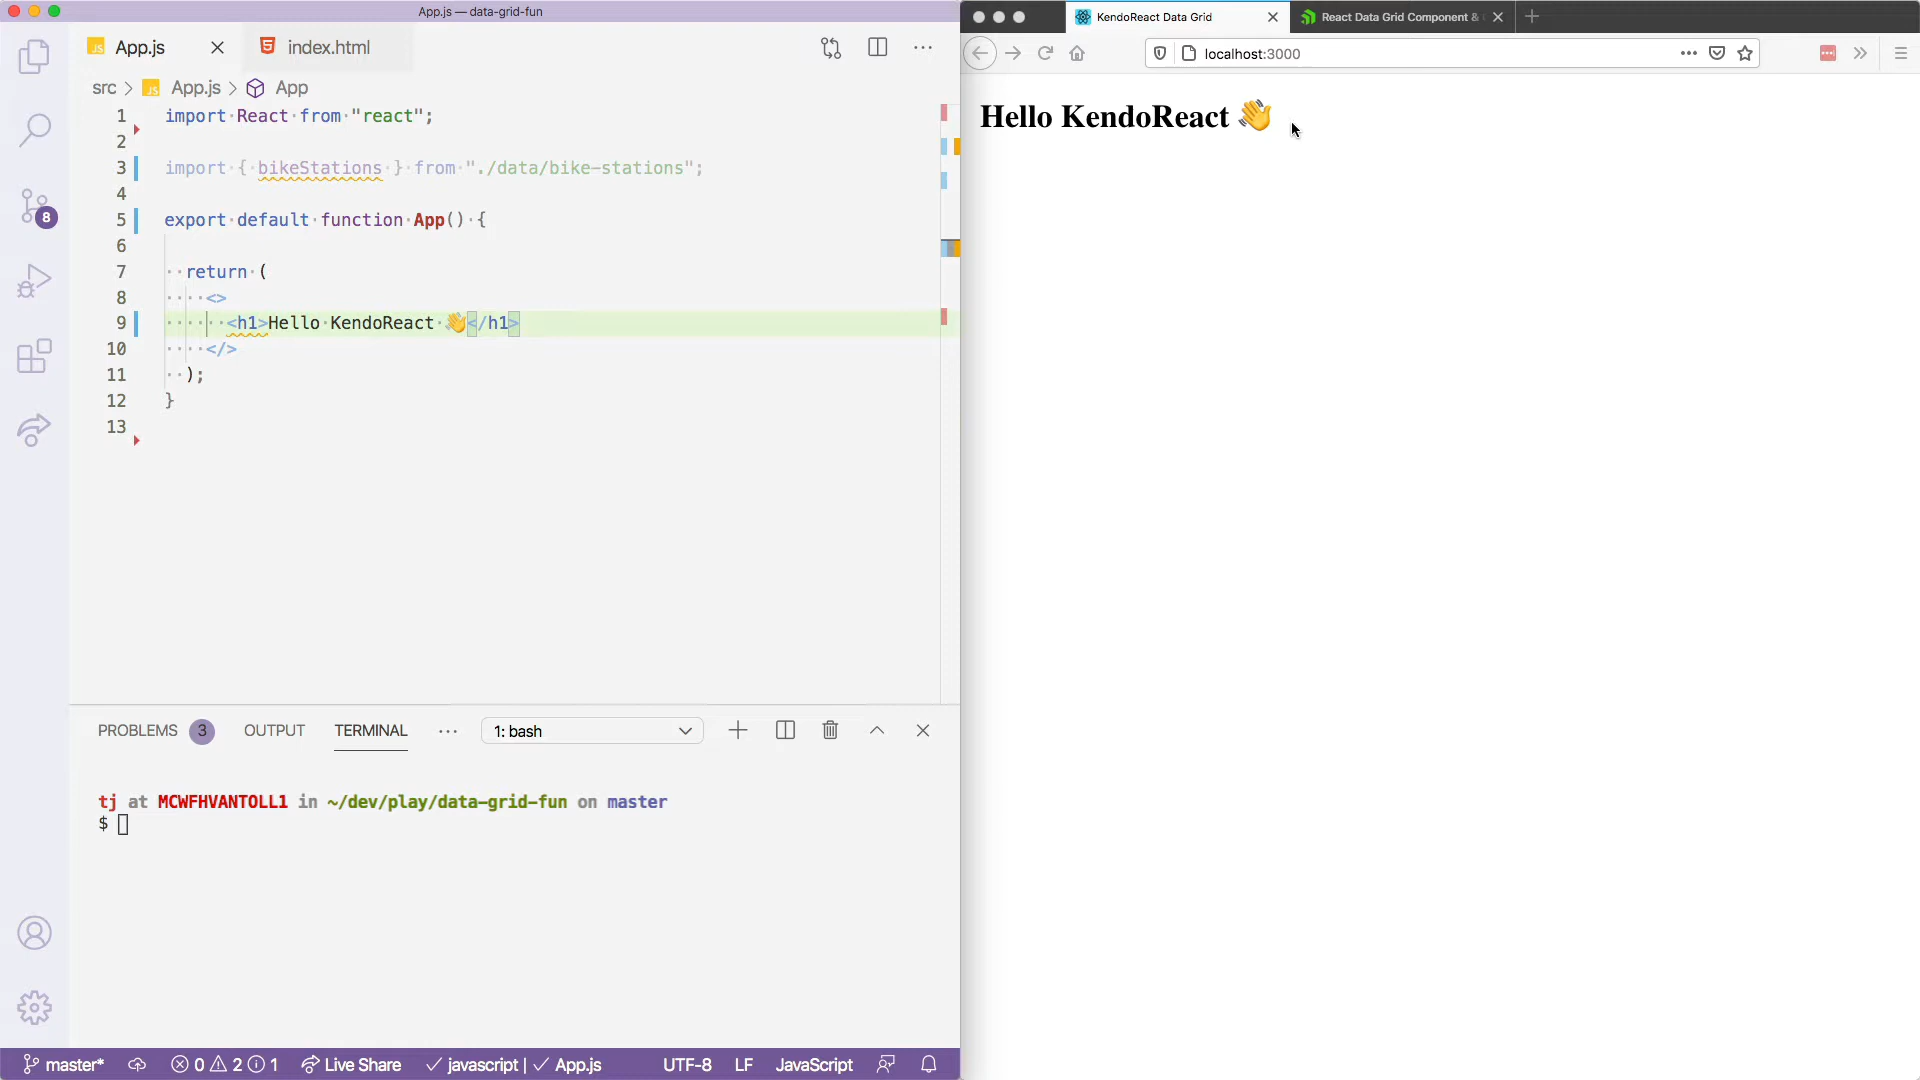 App.js — data-grid-fun
App.js
index.html
src > App.js > App
1 import React from "react";
2
3 import { bikeStations } from "./data/bike-stations";
4
5 export default function App() {
6
7 return (
8 <>
9 <h1>Hello KendoReact 👋</h1>
10 </>
11 );
12 }
13
8
PROBLEMS 3 OUTPUT TERMINAL ··· 1: bash
tj at MCWFHVANTOLL1 in ~/dev/play/data-grid-fun on master
$
master* 0 2 1 Live Share javascript | App.js UTF-8 LF JavaScript
KendoReact Data Grid
React Data Grid Component &
localhost:3000
Hello KendoReact 👋